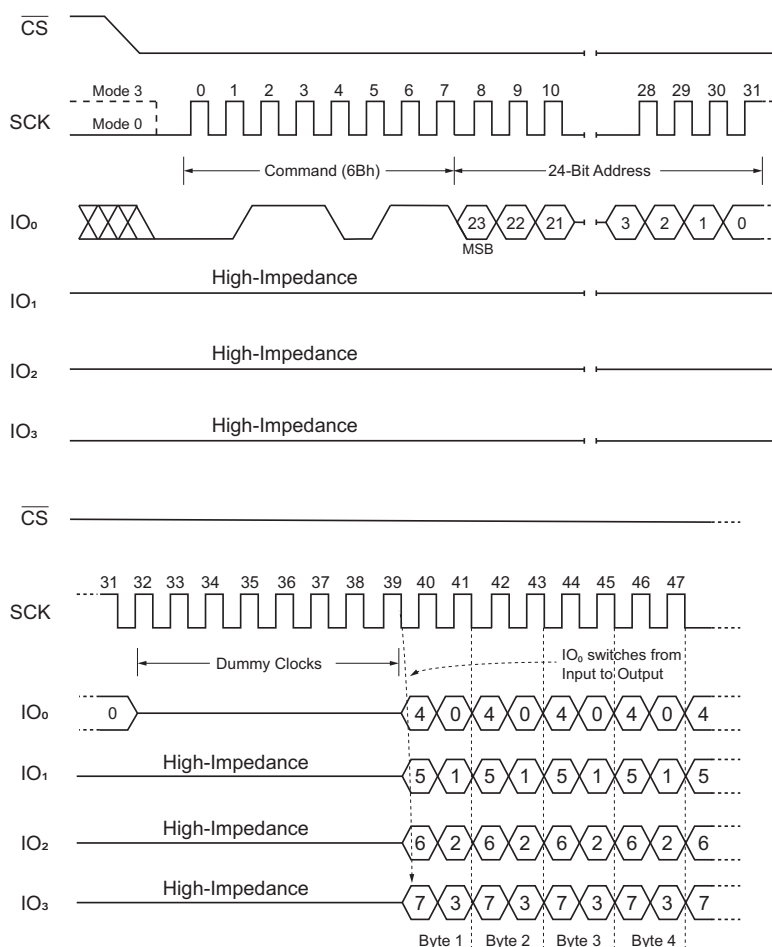 CS
Mode 3
0 1 2 3 4 5 6 7 8 9 10 28 29 30 31
SCK
Mode 0
Command (6Bh) 24-Bit Address
IO₀ 23 22 21 3 2 1 0
MSB
High-Impedance
IO₁
High-Impedance
IO₂
High-Impedance
IO₃
CS
31 32 33 34 35 36 37 38 39 40 41 42 43 44 45 46 47
SCK
Dummy Clocks
IO₀ switches from
Input to Output
IO₀ 0 4 0 4 0 4 0 4 0 4
High-Impedance
IO₁ 5 1 5 1 5 1 5 1 5
High-Impedance
IO₂ 6 2 6 2 6 2 6 2 6
High-Impedance
IO₃ 7 3 7 3 7 3 7 3 7
Byte 1 Byte 2 Byte 3 Byte 4